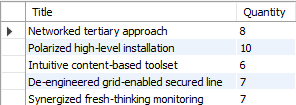 Title Quantity
Networked tertiary approach 8
Polarized high-level installation 10
Intuitive content-based toolset 6
De-engineered grid-enabled secured line 7
Synergized fresh-thinking monitoring 7